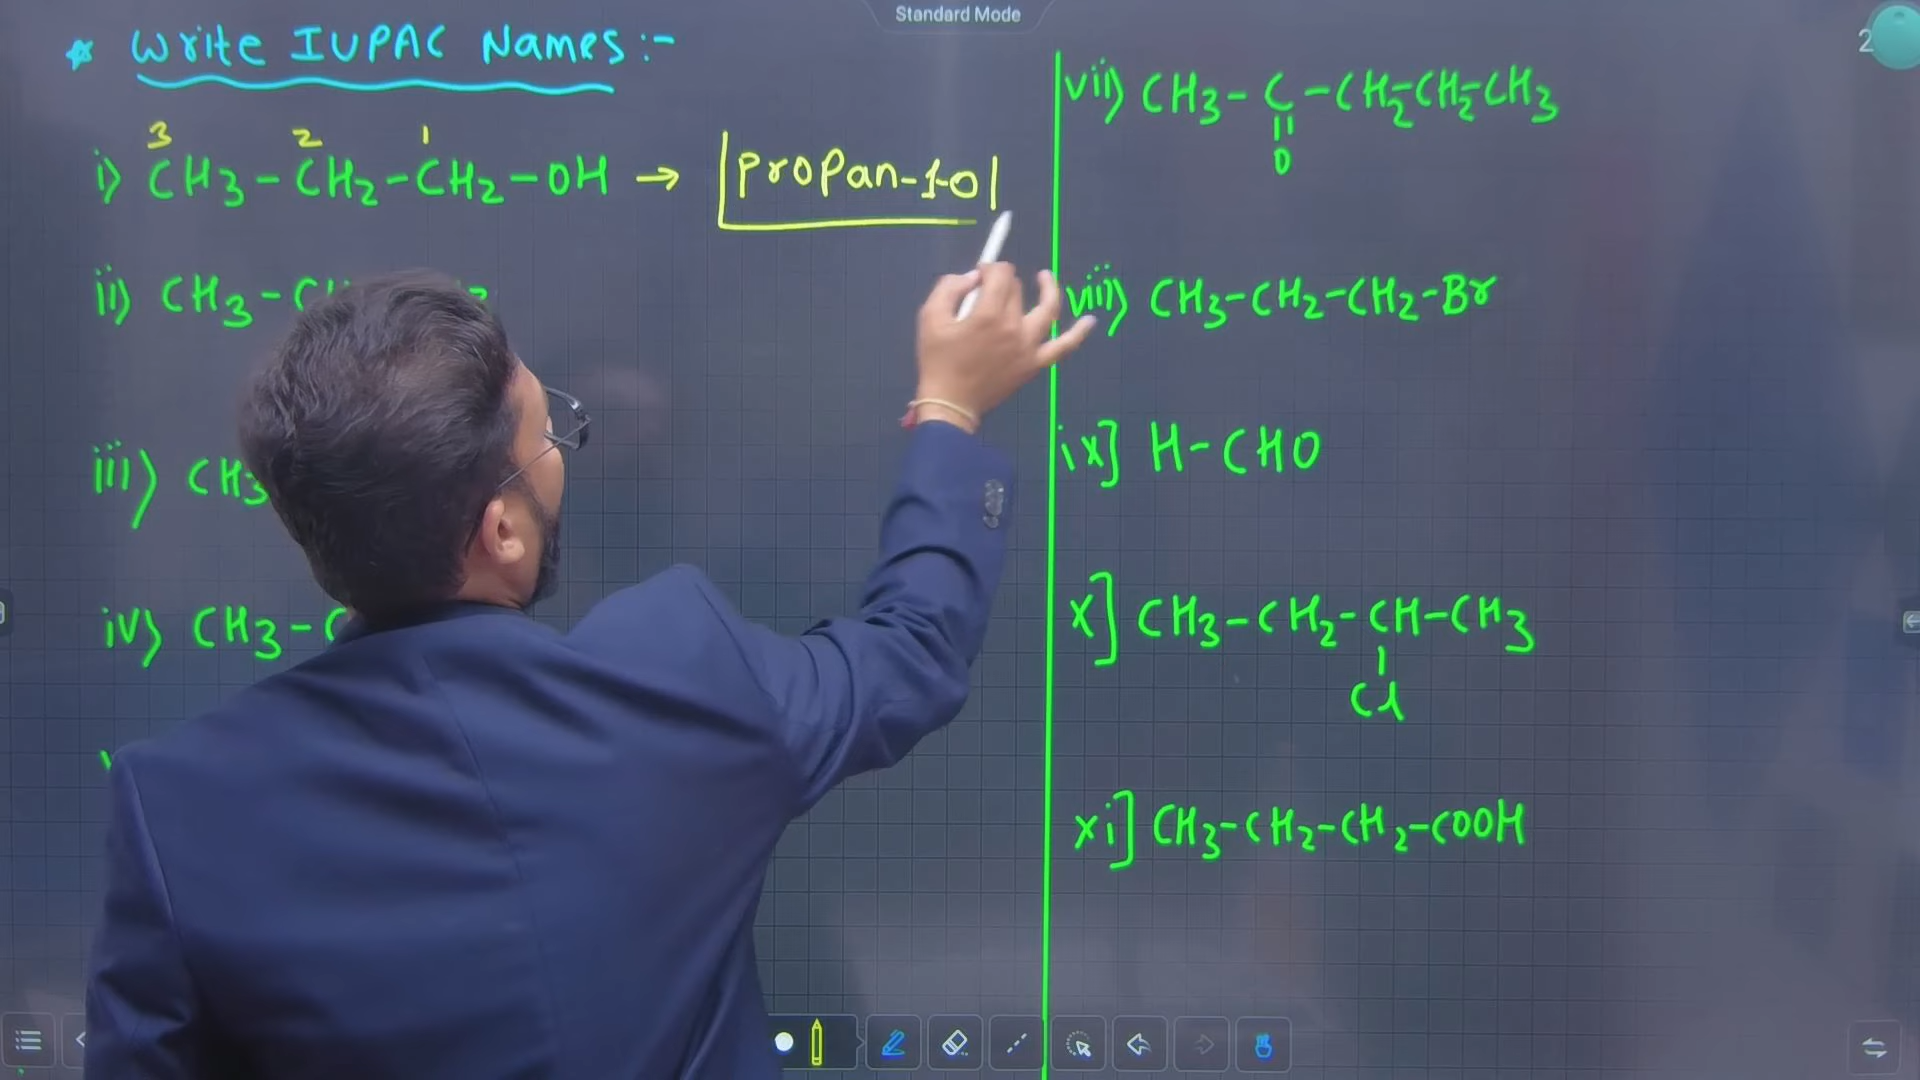 Standard Mode
* Write IUPAC Names :-
3 2 1
i) CH3-CH2-CH2-OH → Propan-1-ol
ii) CH3-
iii) CH3
iv) CH3-C
vii) CH3-C-CH2-CH2-CH3
O
viii) CH3-CH2-CH2-Br
ix] H-CHO
x] CH3-CH2-CH-CH3
Cl
xi] CH3-CH2-CH2-COOH